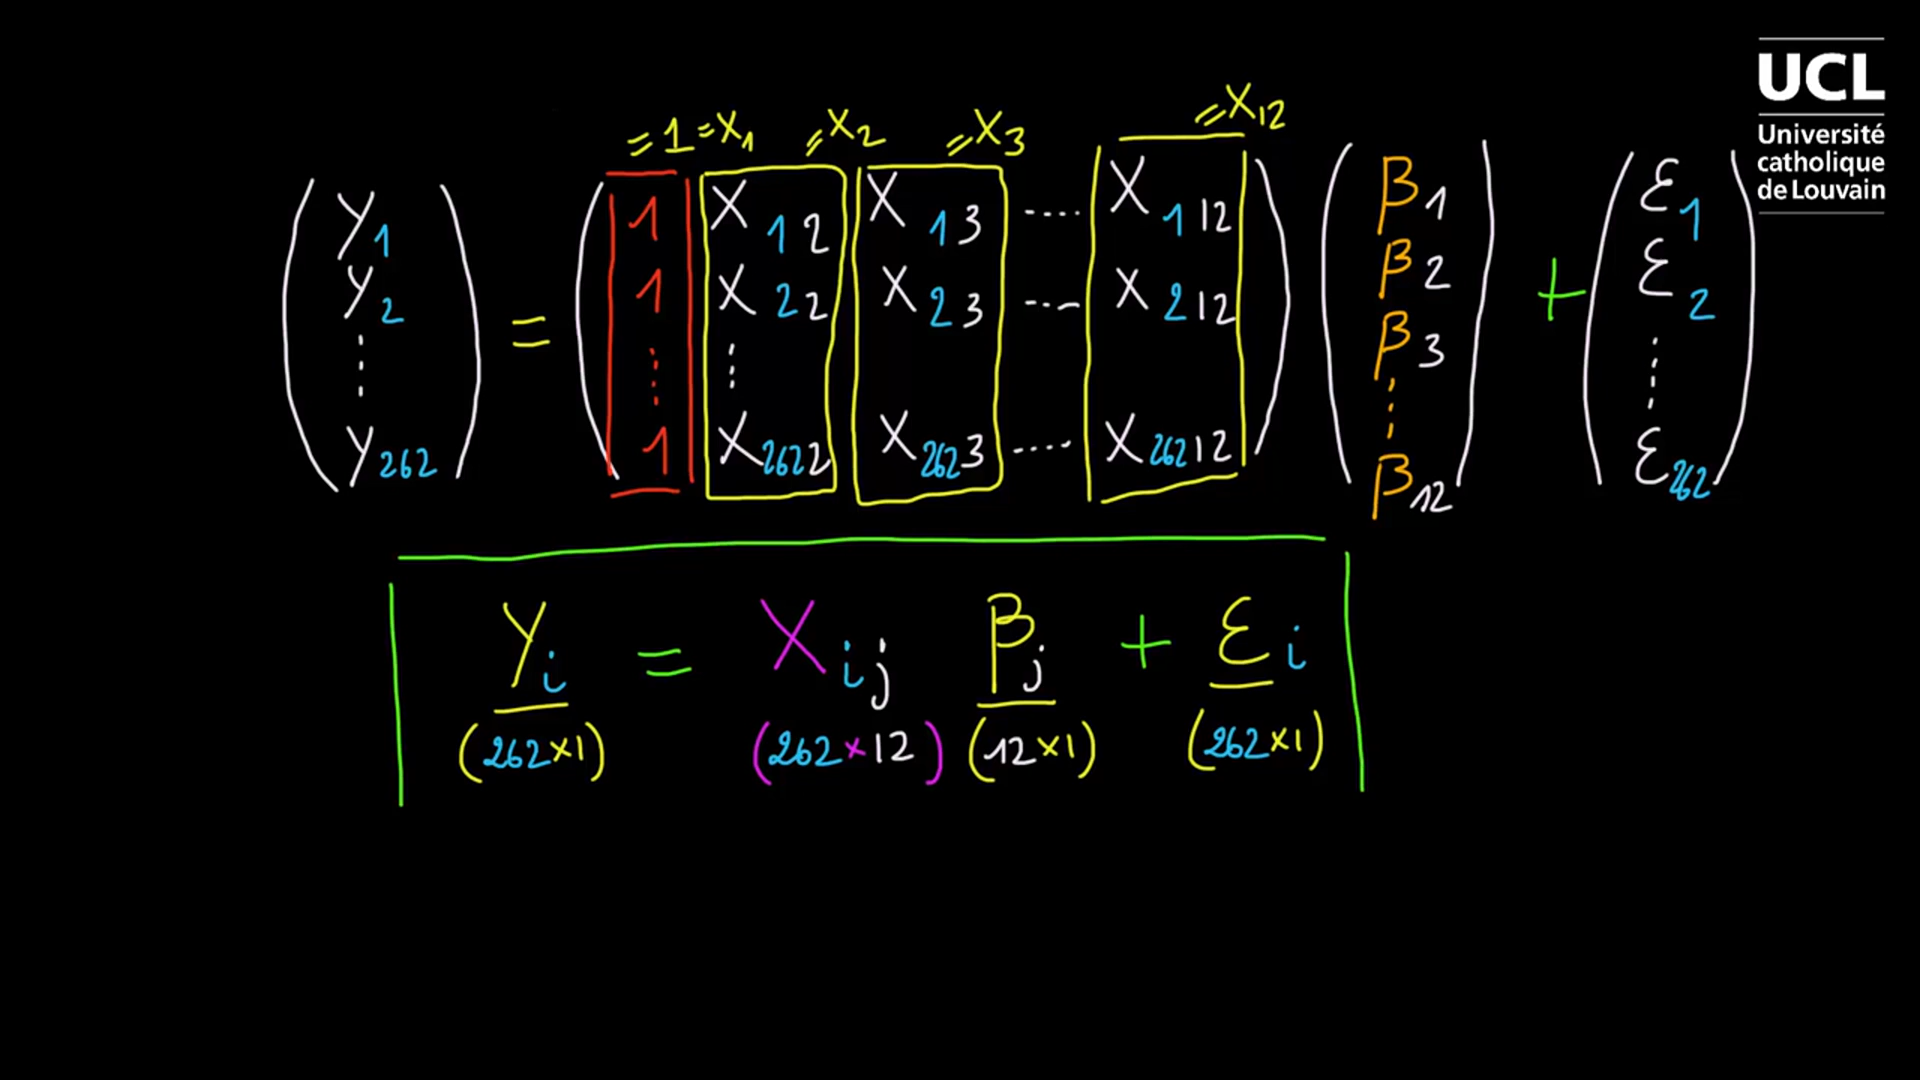 UCL
Université
catholique
de Louvain
= 1 = X₁ = X₂ = X₃ = X₁₂
y₁ 1 X₁₂ X₁₃ .... X₁₁₂ β₁ ε₁
y₂ 1 X₂₂ X₂₃ .... X₂₁₂ β₂ ε₂
= β₃ +
y₂₆₂ 1 X₂₆₂₂ X₂₆₂₃ .... X₂₆₂₁₂ β₁₂ ε₂₆₂
Yᵢ = Xᵢⱼ βⱼ + εᵢ
(262×1) (262×12) (12×1) (262×1)